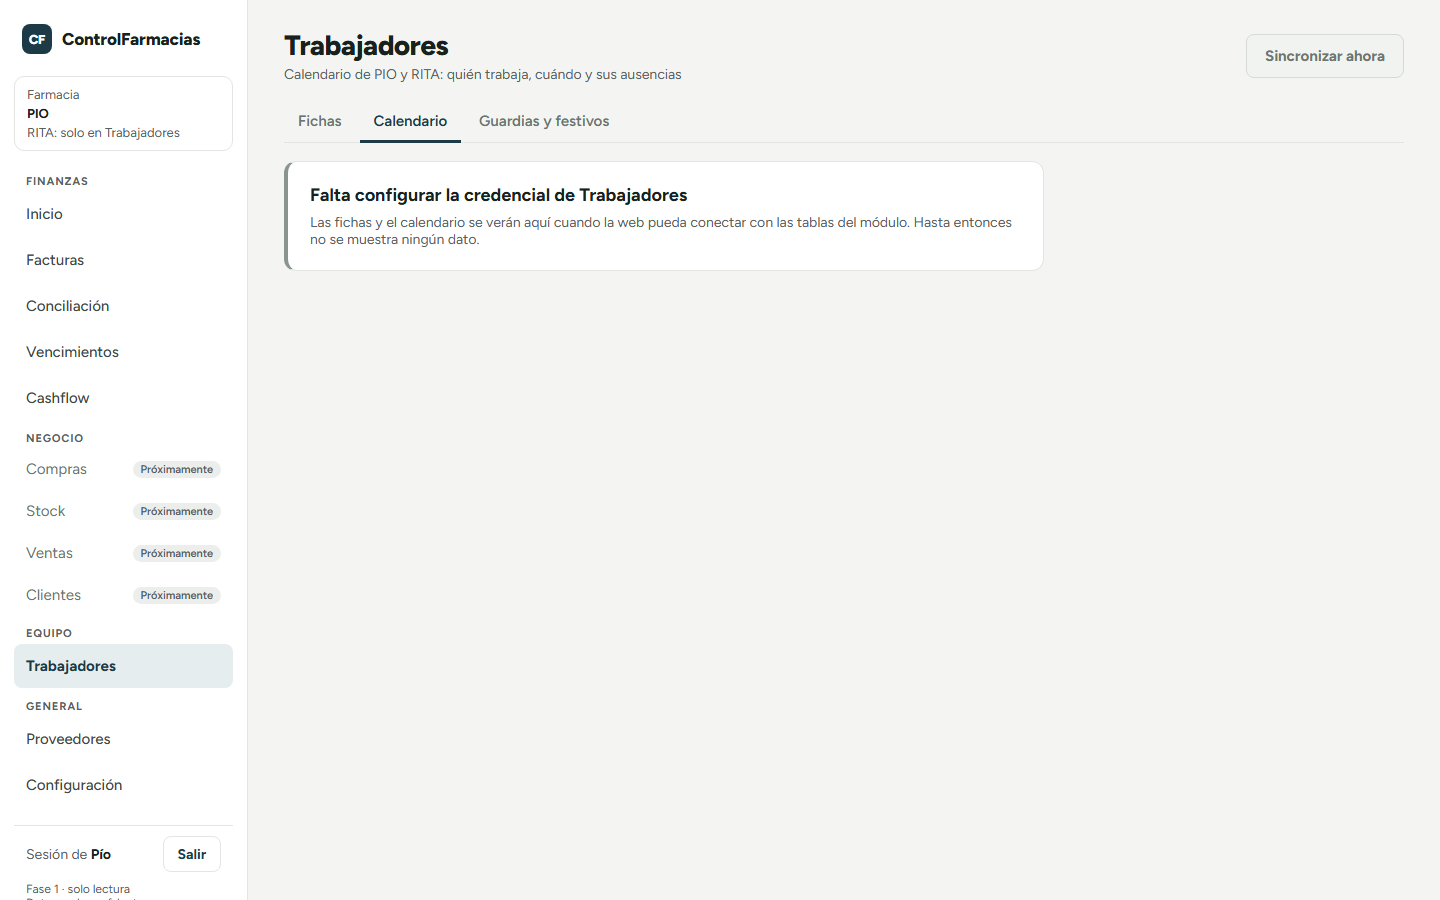 CF ControlFarmacias
Farmacia
PIO
RITA: solo en Trabajadores
FINANZAS
Inicio
Facturas
Conciliación
Vencimientos
Cashflow
NEGOCIO
Compras Próximamente
Stock Próximamente
Ventas Próximamente
Clientes Próximamente
EQUIPO
Trabajadores
GENERAL
Proveedores
Configuración
Sesión de Pío Salir
Fase 1 · solo lectura
Trabajadores
Calendario de PIO y RITA: quién trabaja, cuándo y sus ausencias
Sincronizar ahora
Fichas Calendario Guardias y festivos
Falta configurar la credencial de Trabajadores
Las fichas y el calendario se verán aquí cuando la web pueda conectar con las tablas del módulo. Hasta entonces
no se muestra ningún dato.